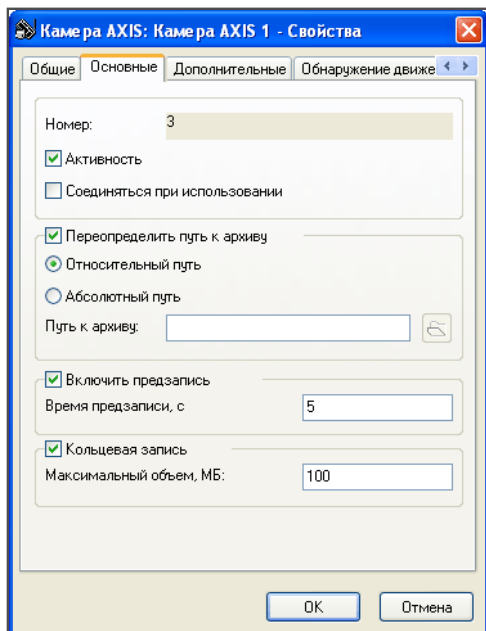 Камера AXIS: Камера AXIS 1 - Свойства
Общие Основные Дополнительные Обнаружение движе
Номер: 3
Активность
Соединяться при использовании
Переопределить путь к архиву
Относительный путь
Абсолютный путь
Путь к архиву:
Включить предзапись
Время предзаписи, с 5
Кольцевая запись
Максимальный объем, МБ: 100
OK Отмена